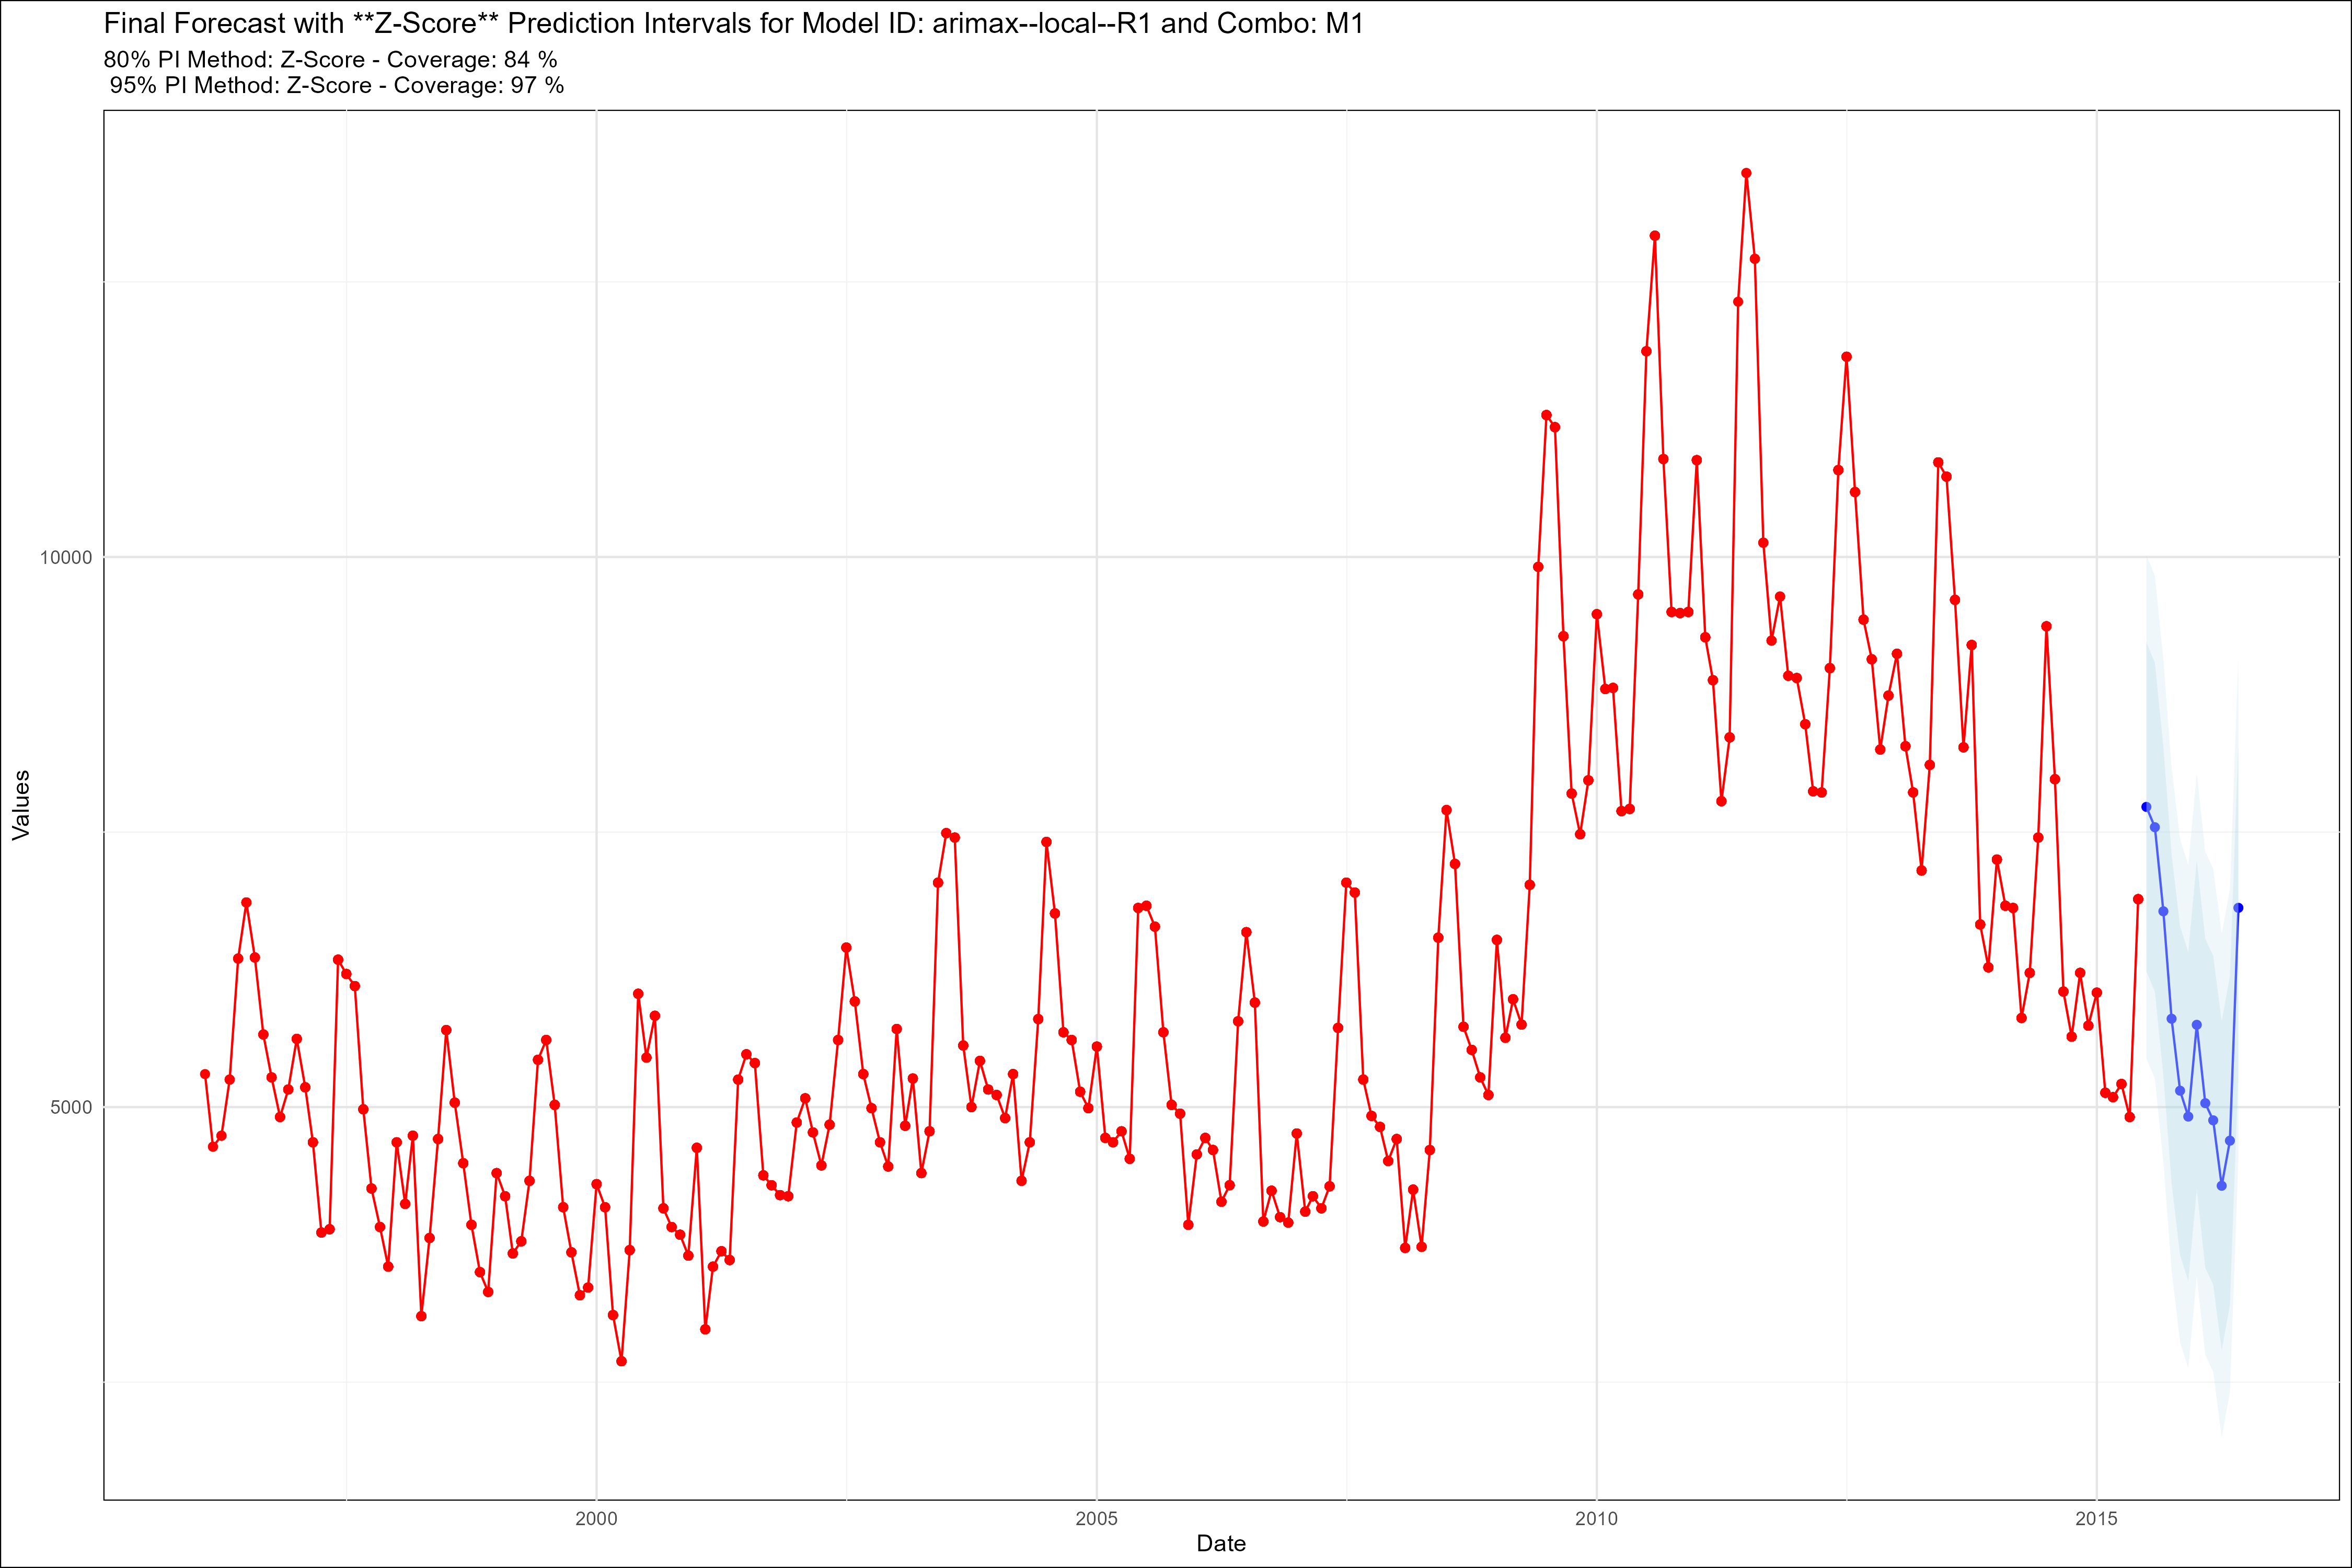 Final Forecast with **Z-Score** Prediction Intervals for Model ID: arimax--local--R1 and Combo: M1
80% PI Method: Z-Score - Coverage: 84 %
95% PI Method: Z-Score - Coverage: 97 %
10000
5000
Values
2000
2005
2010
2015
Date